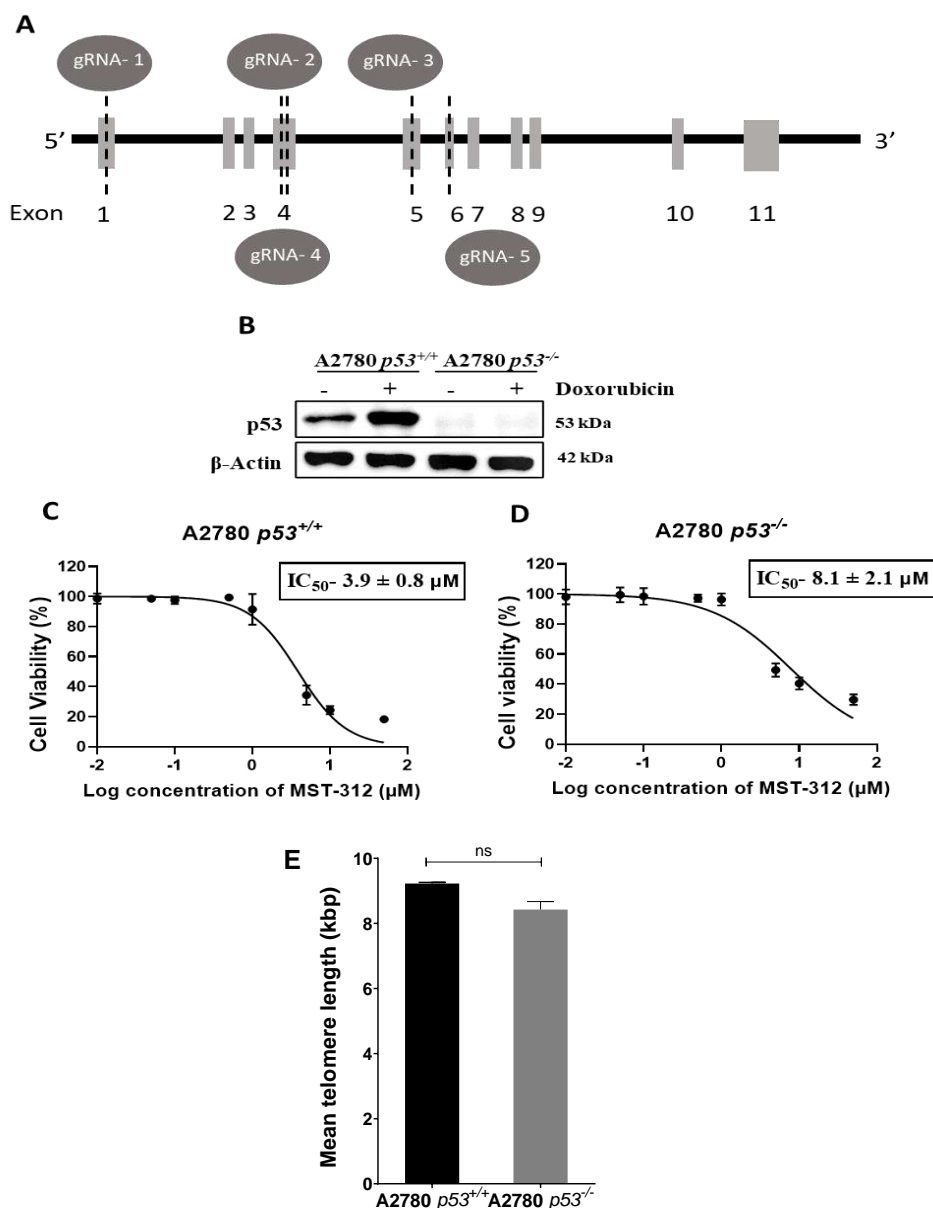 A
gRNA- 1 gRNA- 2 gRNA- 3
5' 3'
Exon 1 2 3 4 5 6 7 8 9 10 11
gRNA- 4 gRNA- 5
B
A2780 p53+/+ A2780 p53-/-
- + - + Doxorubicin
p53 53 kDa
β-Actin 42 kDa
C
A2780 p53+/+
IC50- 3.9 ± 0.8 µM
Cell Viability (%)
120
100
80
60
40
20
0
-2 -1 0 1 2
Log concentration of MST-312 (µM)
D
A2780 p53-/-
IC50- 8.1 ± 2.1 µM
Cell viability (%)
120
100
80
60
40
20
0
-2 -1 0 1 2
Log concentration of MST-312 (µM)
E
ns
Mean telomere length (kbp)
10
8
6
4
2
0
A2780 p53+/+ A2780 p53-/-